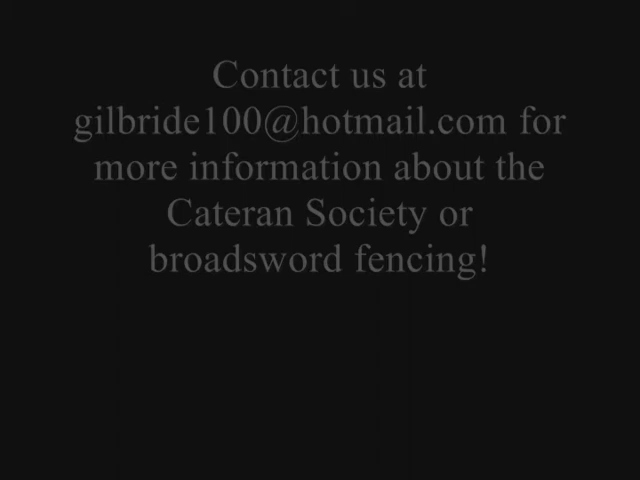 Contact us at
gilbride100@hotmail.com for
more information about the
Cateran Society or
broadsword fencing!